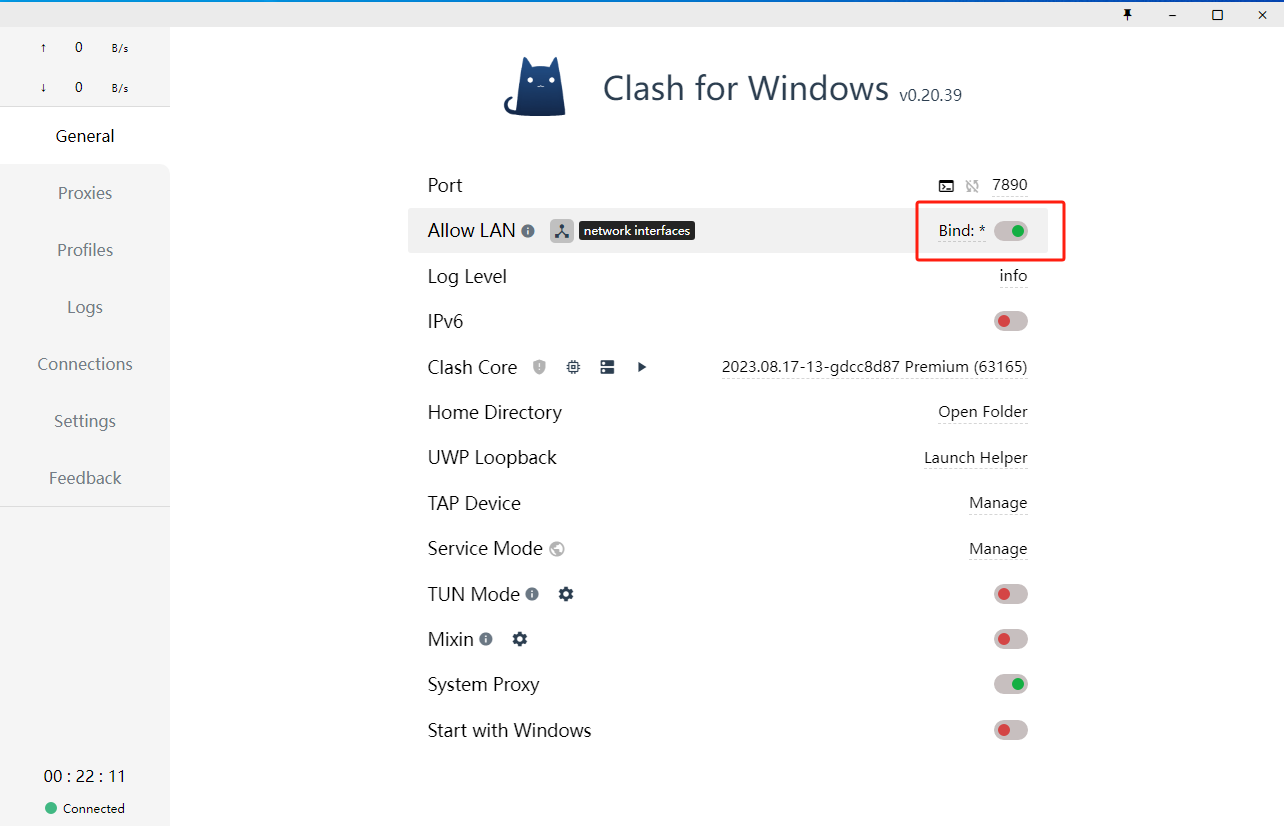 ↑ 0 B/s
↓ 0 B/s
General
Proxies
Profiles
Logs
Connections
Settings
Feedback
00 : 22 : 11
Connected
Clash for Windows v0.20.39
Port 7890
Allow LAN network interfaces Bind: *
Log Level info
IPv6
Clash Core 2023.08.17-13-gdcc8d87 Premium (63165)
Home Directory Open Folder
UWP Loopback Launch Helper
TAP Device Manage
Service Mode Manage
TUN Mode
Mixin
System Proxy
Start with Windows